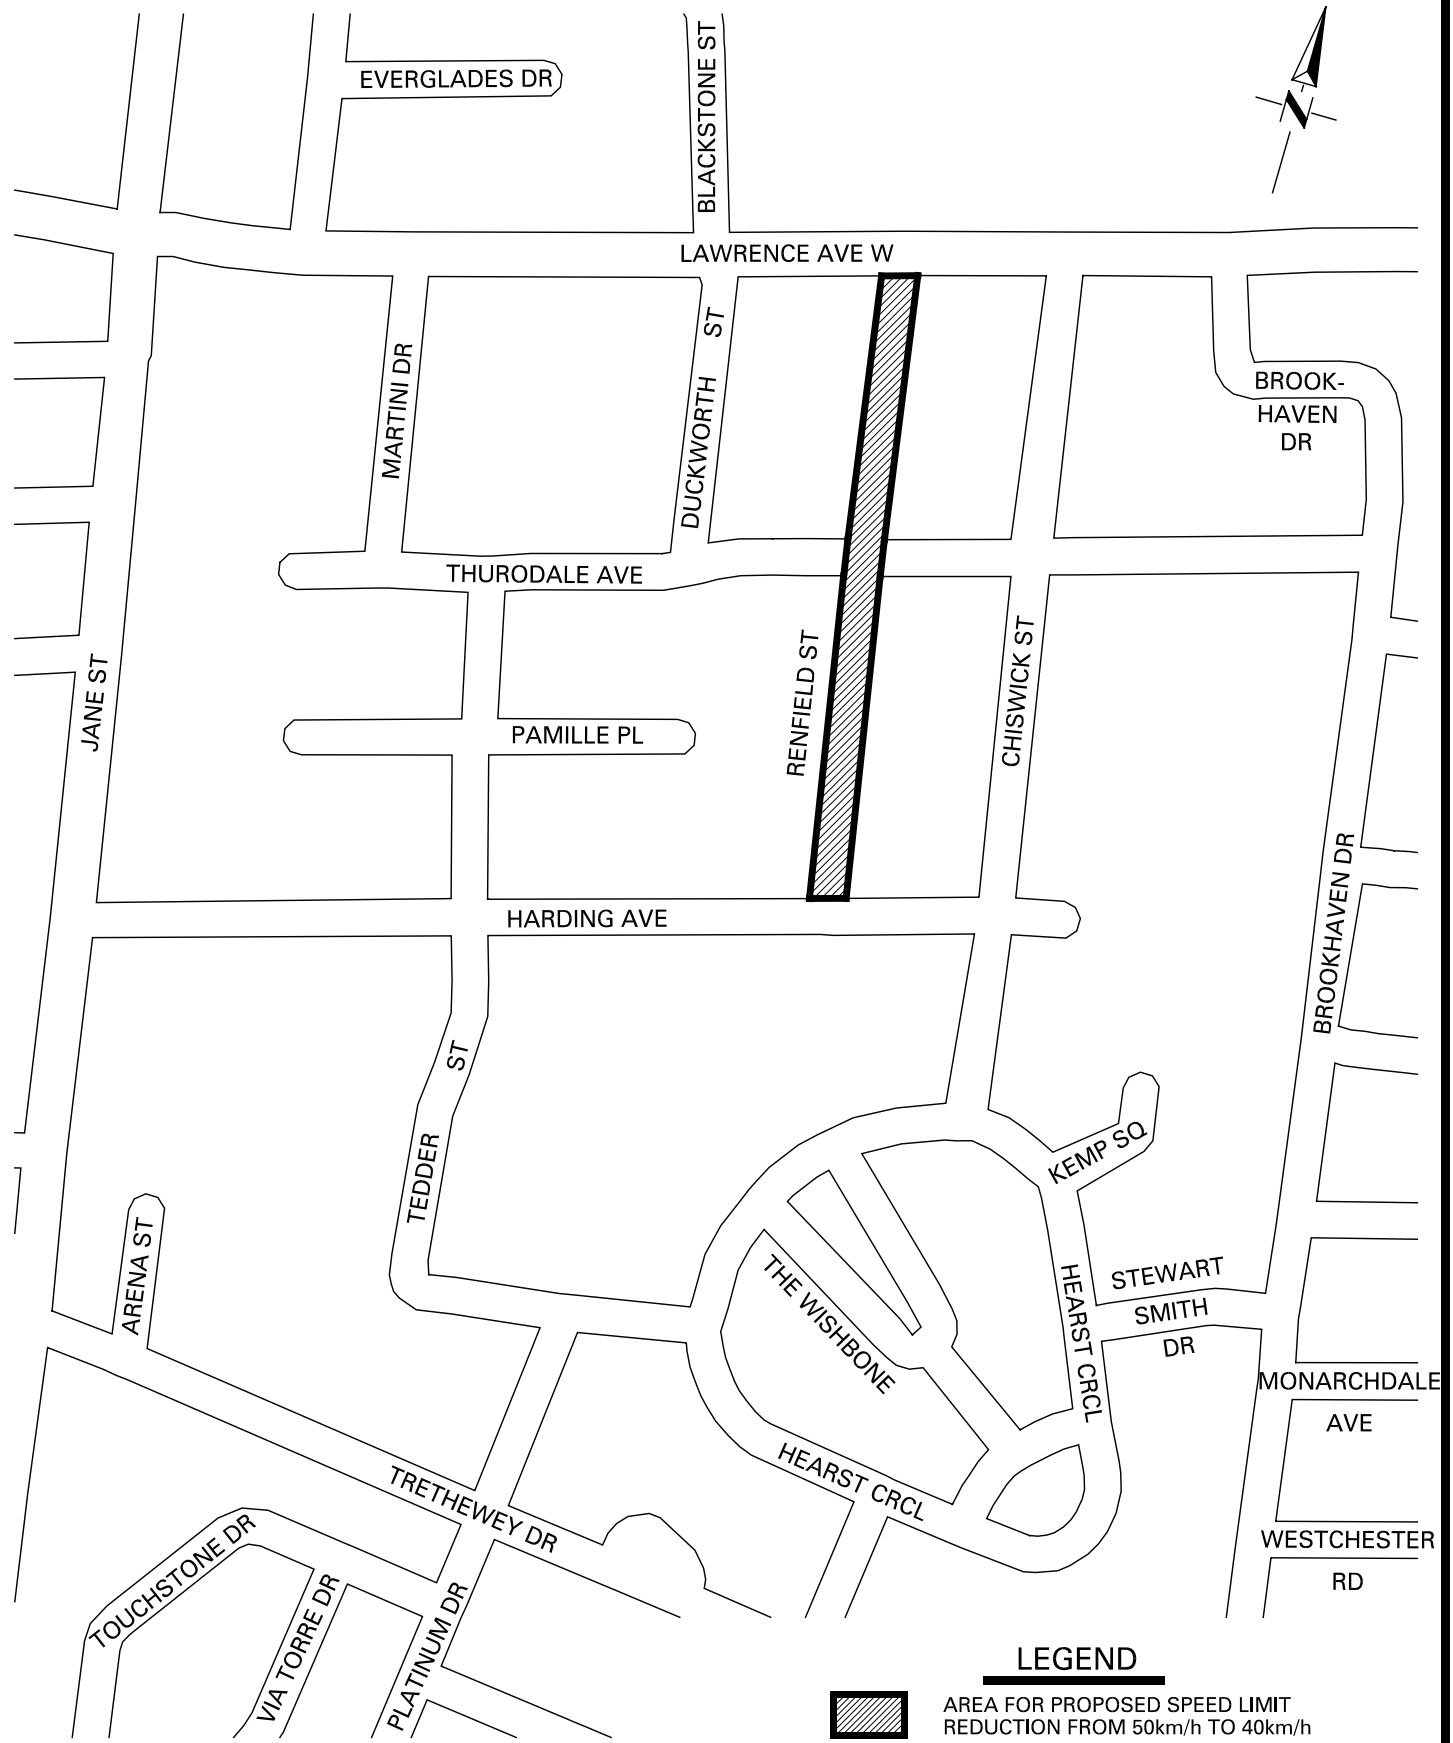 EVERGLADES DR
BLACKSTONE ST
N
LAWRENCE AVE W
MARTINI DR
DUCKWORTH ST
BROOK-
HAVEN
DR
THURODALE AVE
JANE ST
RENFIELD ST
CHISWICK ST
PAMILLE PL
BROOKHAVEN DR
HARDING AVE
TEDDER ST
KEMP SQ
ARENA ST
THE WISHBONE
HEARST CRCL
STEWART
SMITH
DR
MONARCHDALE
AVE
HEARST CRCL
TRETHEWEY DR
TOUCHSTONE DR
VIA TORRE DR
PLATINUM DR
WESTCHESTER
RD
LEGEND
AREA FOR PROPOSED SPEED LIMIT
REDUCTION FROM 50km/h TO 40km/h